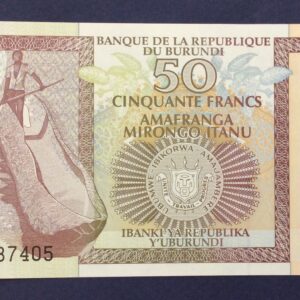 BANQUE DE LA REPUBLIQUE
DU BURUNDI
50
CINQUANTE FRANCS
AMAFRANGA
MIRONGO ITANU
IBANKI YA REPUBLIKA
Y'UBURUNDI
37405